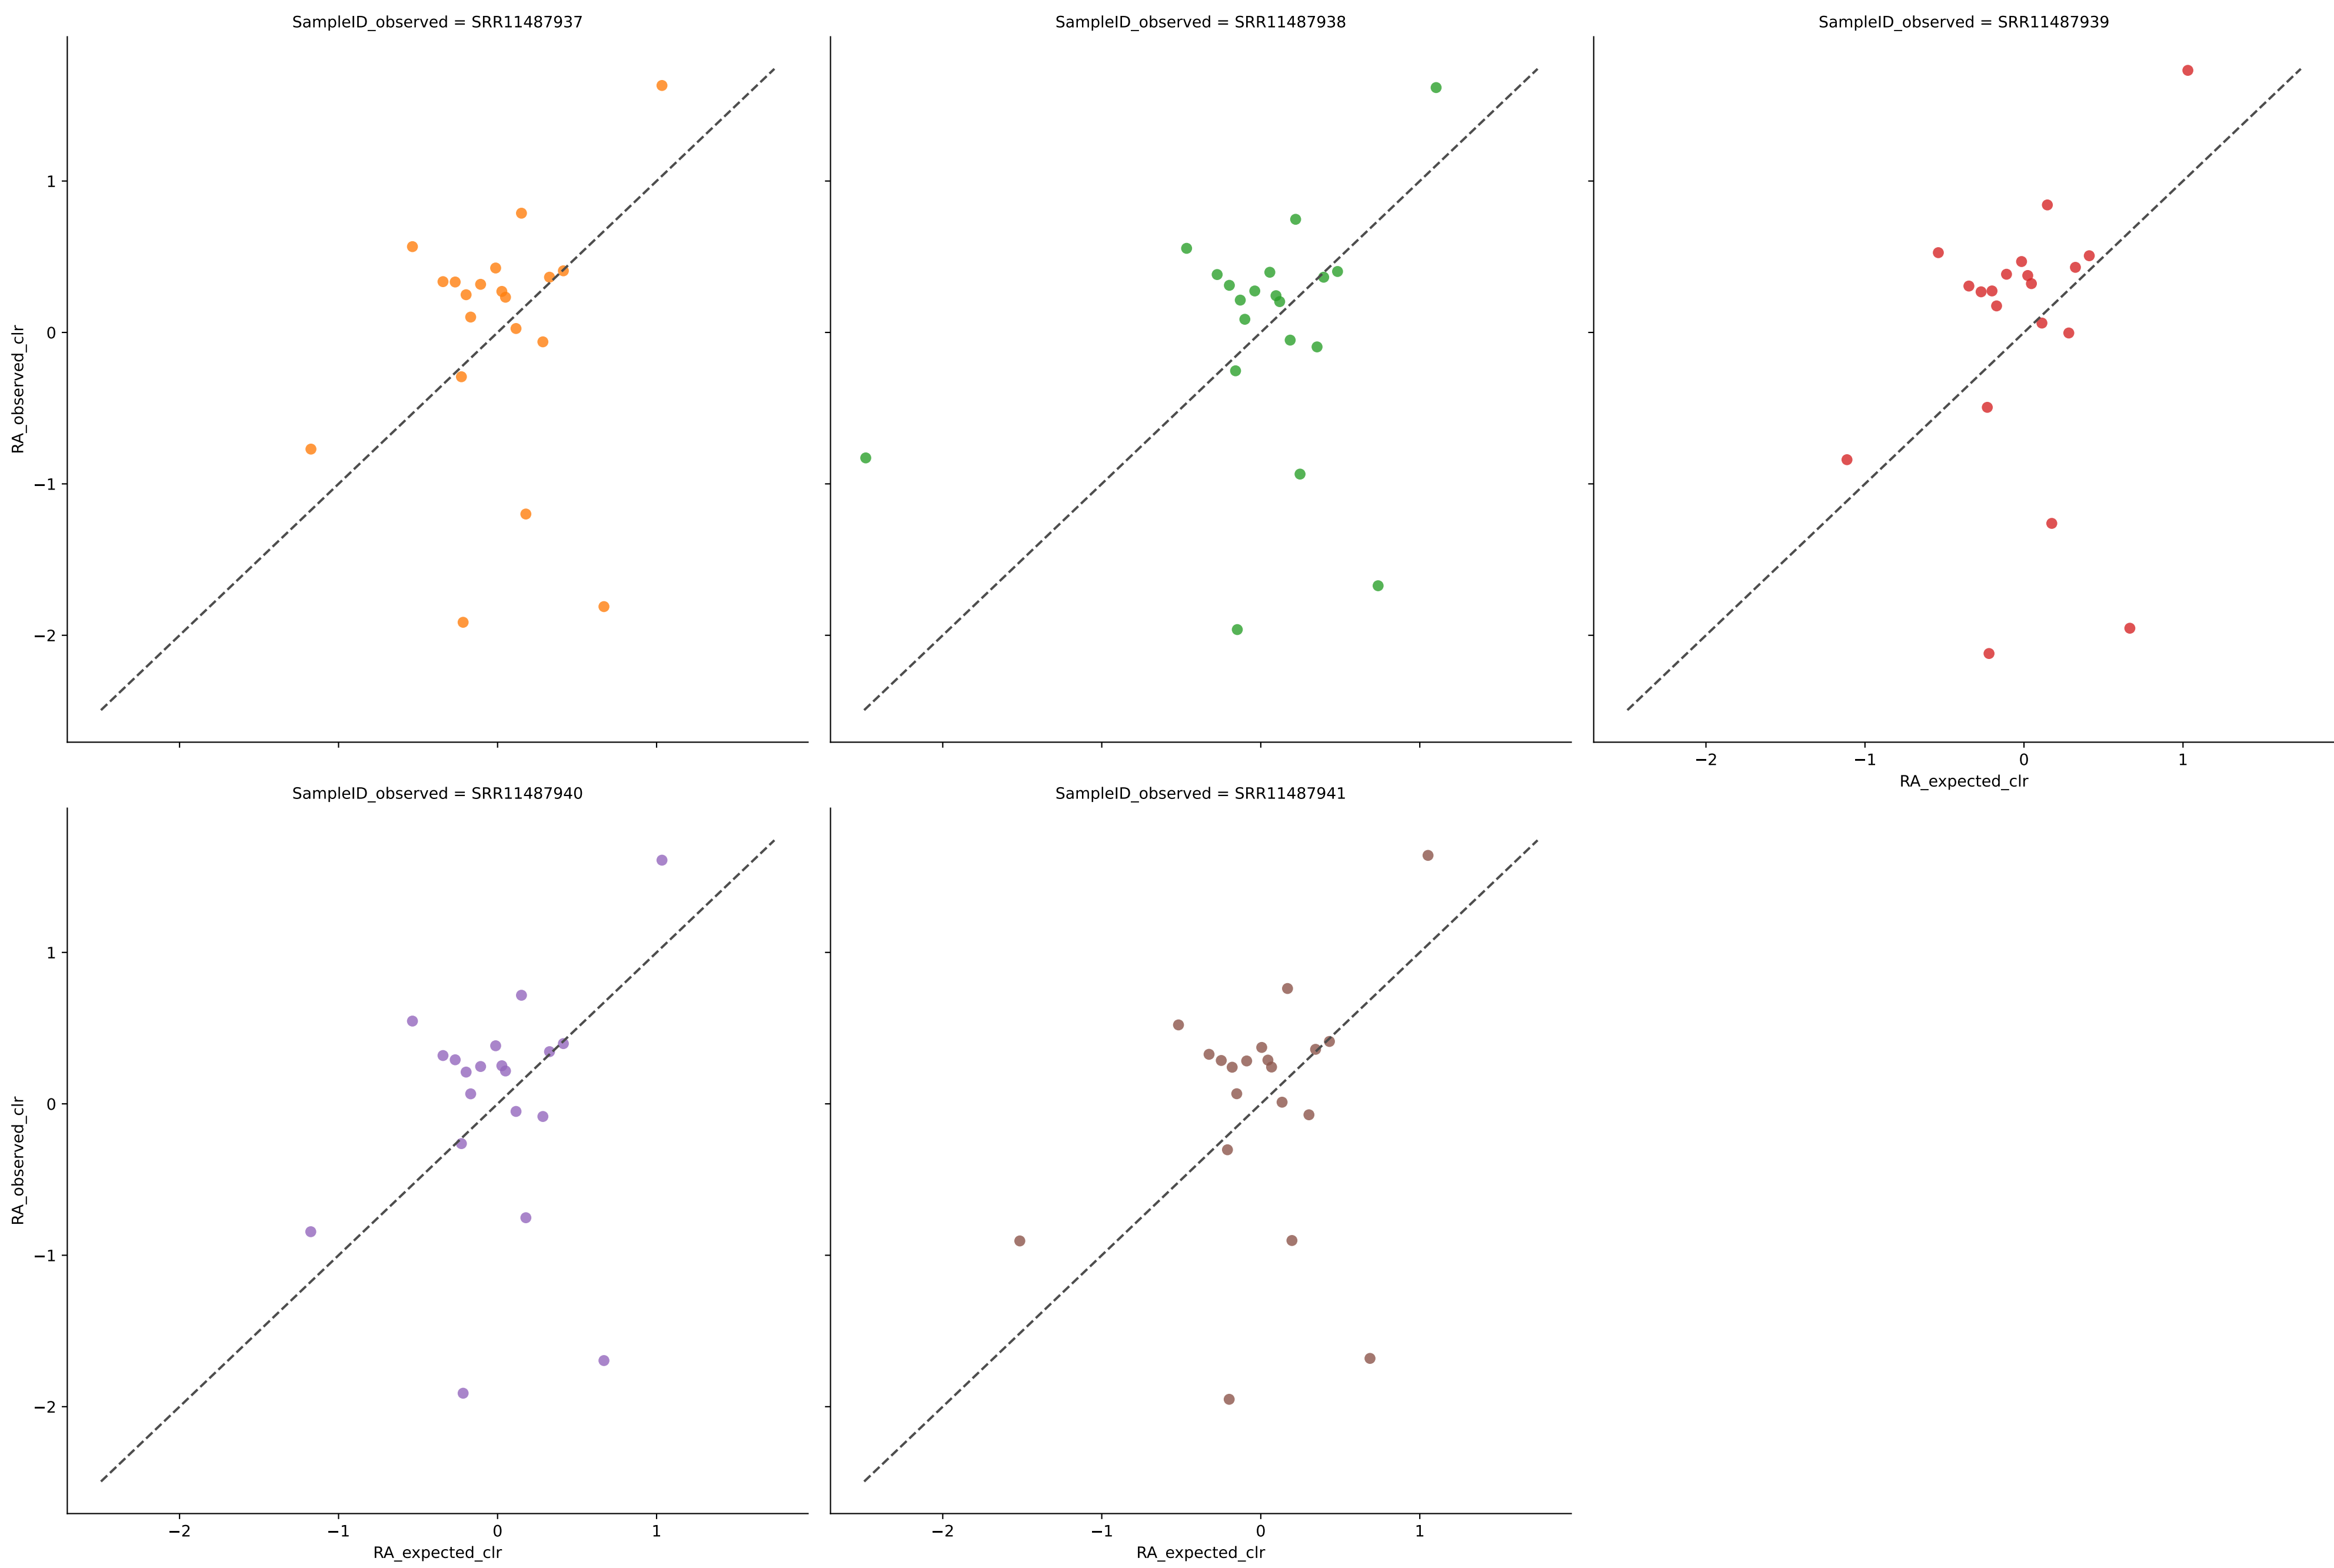 SampleID_observed = SRR11487937
SampleID_observed = SRR11487938
SampleID_observed = SRR11487939
1
0
−1
−2
RA_observed_clr
−2
−1
0
1
RA_expected_clr
SampleID_observed = SRR11487940
SampleID_observed = SRR11487941
1
0
−1
−2
RA_observed_clr
−2
−1
0
1
RA_expected_clr
−2
−1
0
1
RA_expected_clr